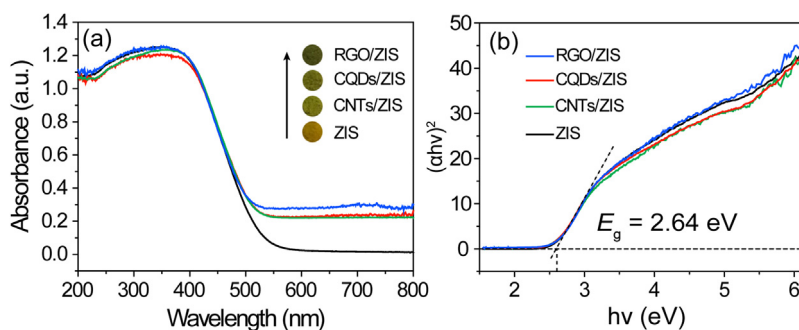 (a)
RGO/ZIS
CQDs/ZIS
CNTs/ZIS
ZIS
Absorbance (a.u.)
1.4
1.2
1.0
0.8
0.6
0.4
0.2
0.0
200 300 400 500 600 700 800
Wavelength (nm)
(b)
RGO/ZIS
CQDs/ZIS
CNTs/ZIS
ZIS
(αhv)²
50
40
30
20
10
0
E_g = 2.64 eV
2 3 4 5 6
hv (eV)